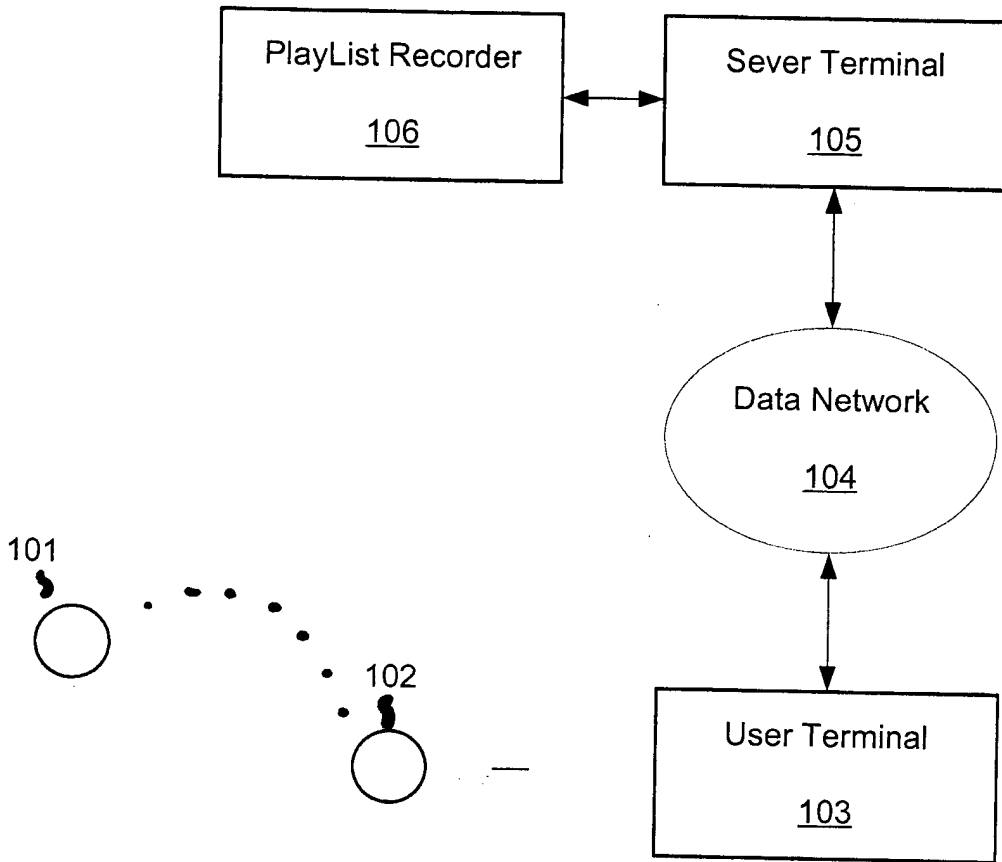 PlayList Recorder
106
Sever Terminal
105
Data Network
104
101
102
User Terminal
103